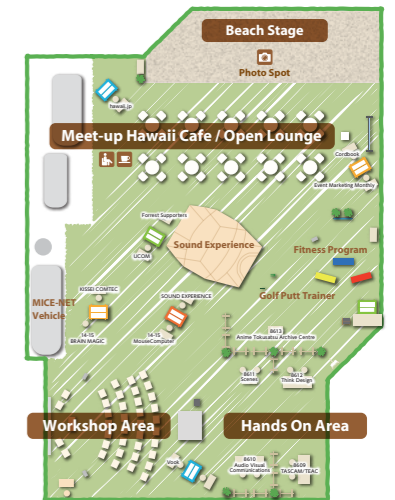 Beach Stage
Photo Spot
hawaii.jp
Meet-up Hawaii Cafe / Open Lounge
Cordbook
Event Marketing Monthly
Forrest Supporters
Sound Experience
UCOM
Fitness Program
KISSEI COMTEC
SOUND EXPERIENCE
Golf Putt Trainer
MICE-NET
Vehicle
14-15
BRAIN MAGIC
14-15
MouseComputer
B613
Anime Tokusatsu Archive Centre
B611
Scenes
B612
Think Design
Workshop Area
Hands On Area
Vook
B610
Audio Visual
Communications
B609
TASCAM/TEAC